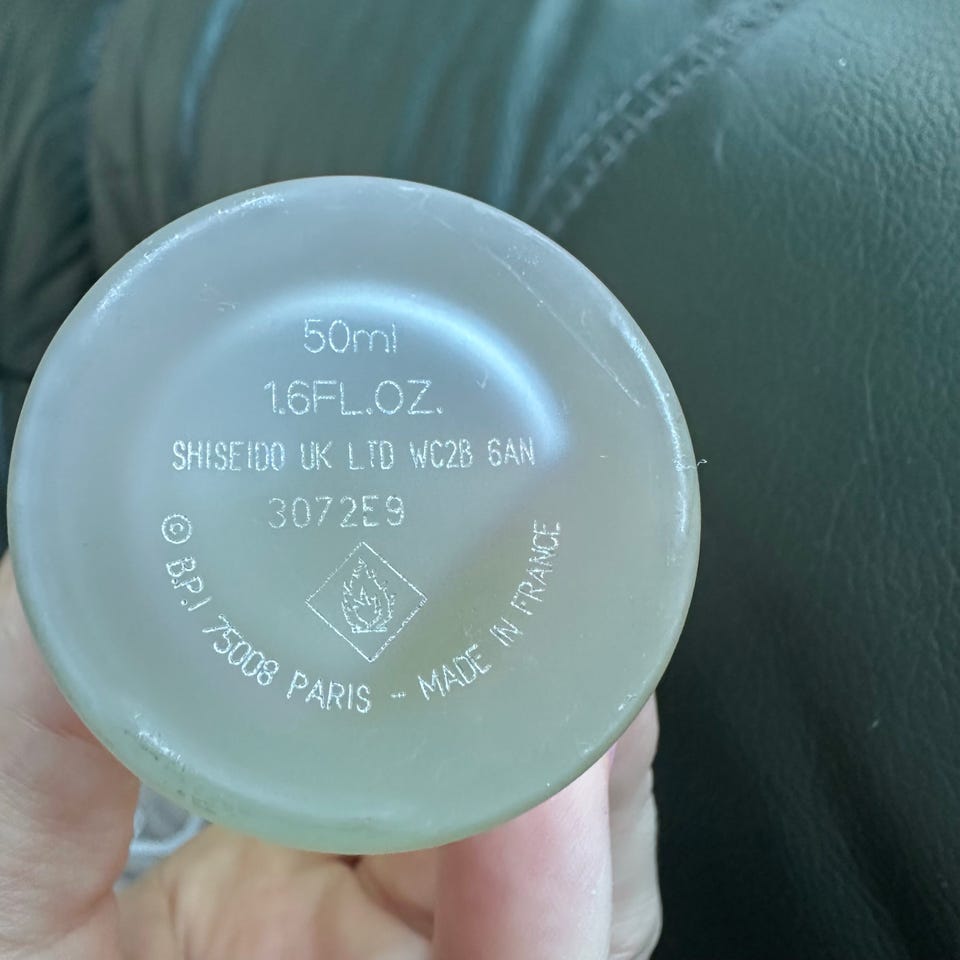 50ml
1.6FL.OZ.
SHISEIDO UK LTD WC2B 6AN
3072E9
© B.P.I 75008 PARIS - MADE IN FRANCE